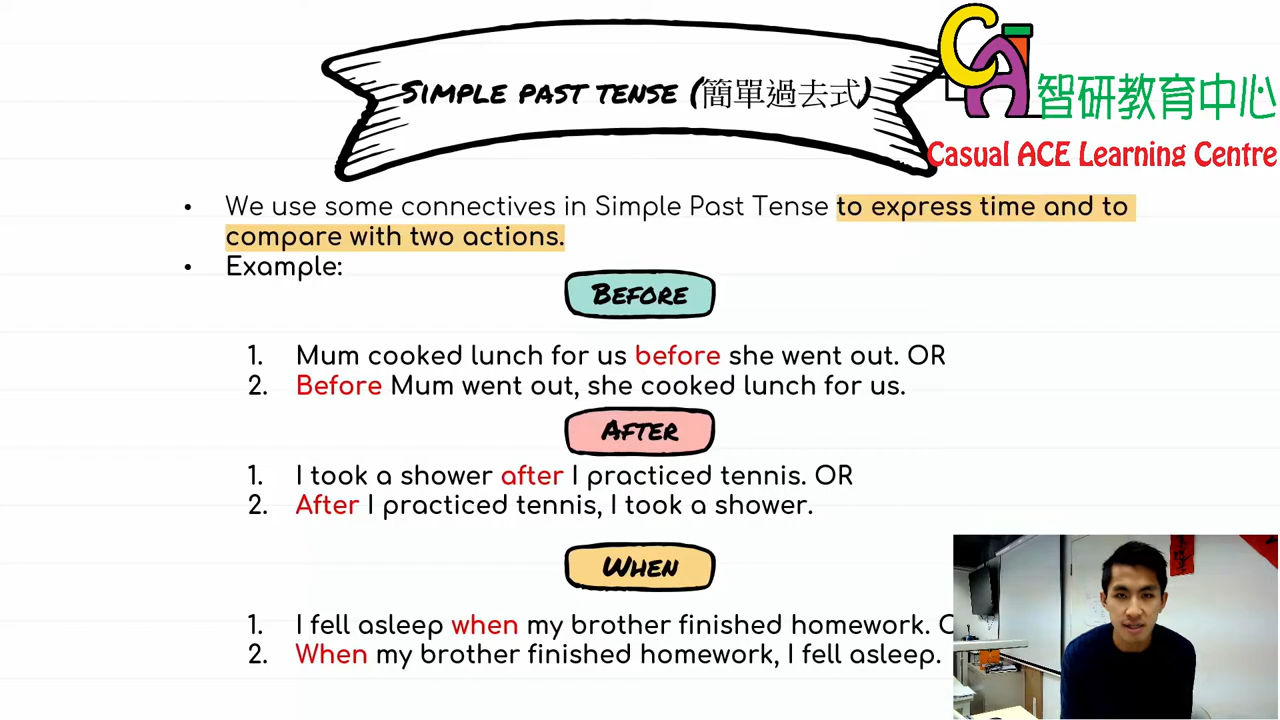 SIMPLE PAST TENSE (簡單過去式)
CA
智研教育中心
Casual ACE Learning Centre
• We use some connectives in Simple Past Tense to express time and to
compare with two actions.
• Example:
BEFORE
1. Mum cooked lunch for us before she went out. OR
2. Before Mum went out, she cooked lunch for us.
AFTER
1. I took a shower after I practiced tennis. OR
2. After I practiced tennis, I took a shower.
WHEN
1. I fell asleep when my brother finished homework.
2. When my brother finished homework, I fell asleep.